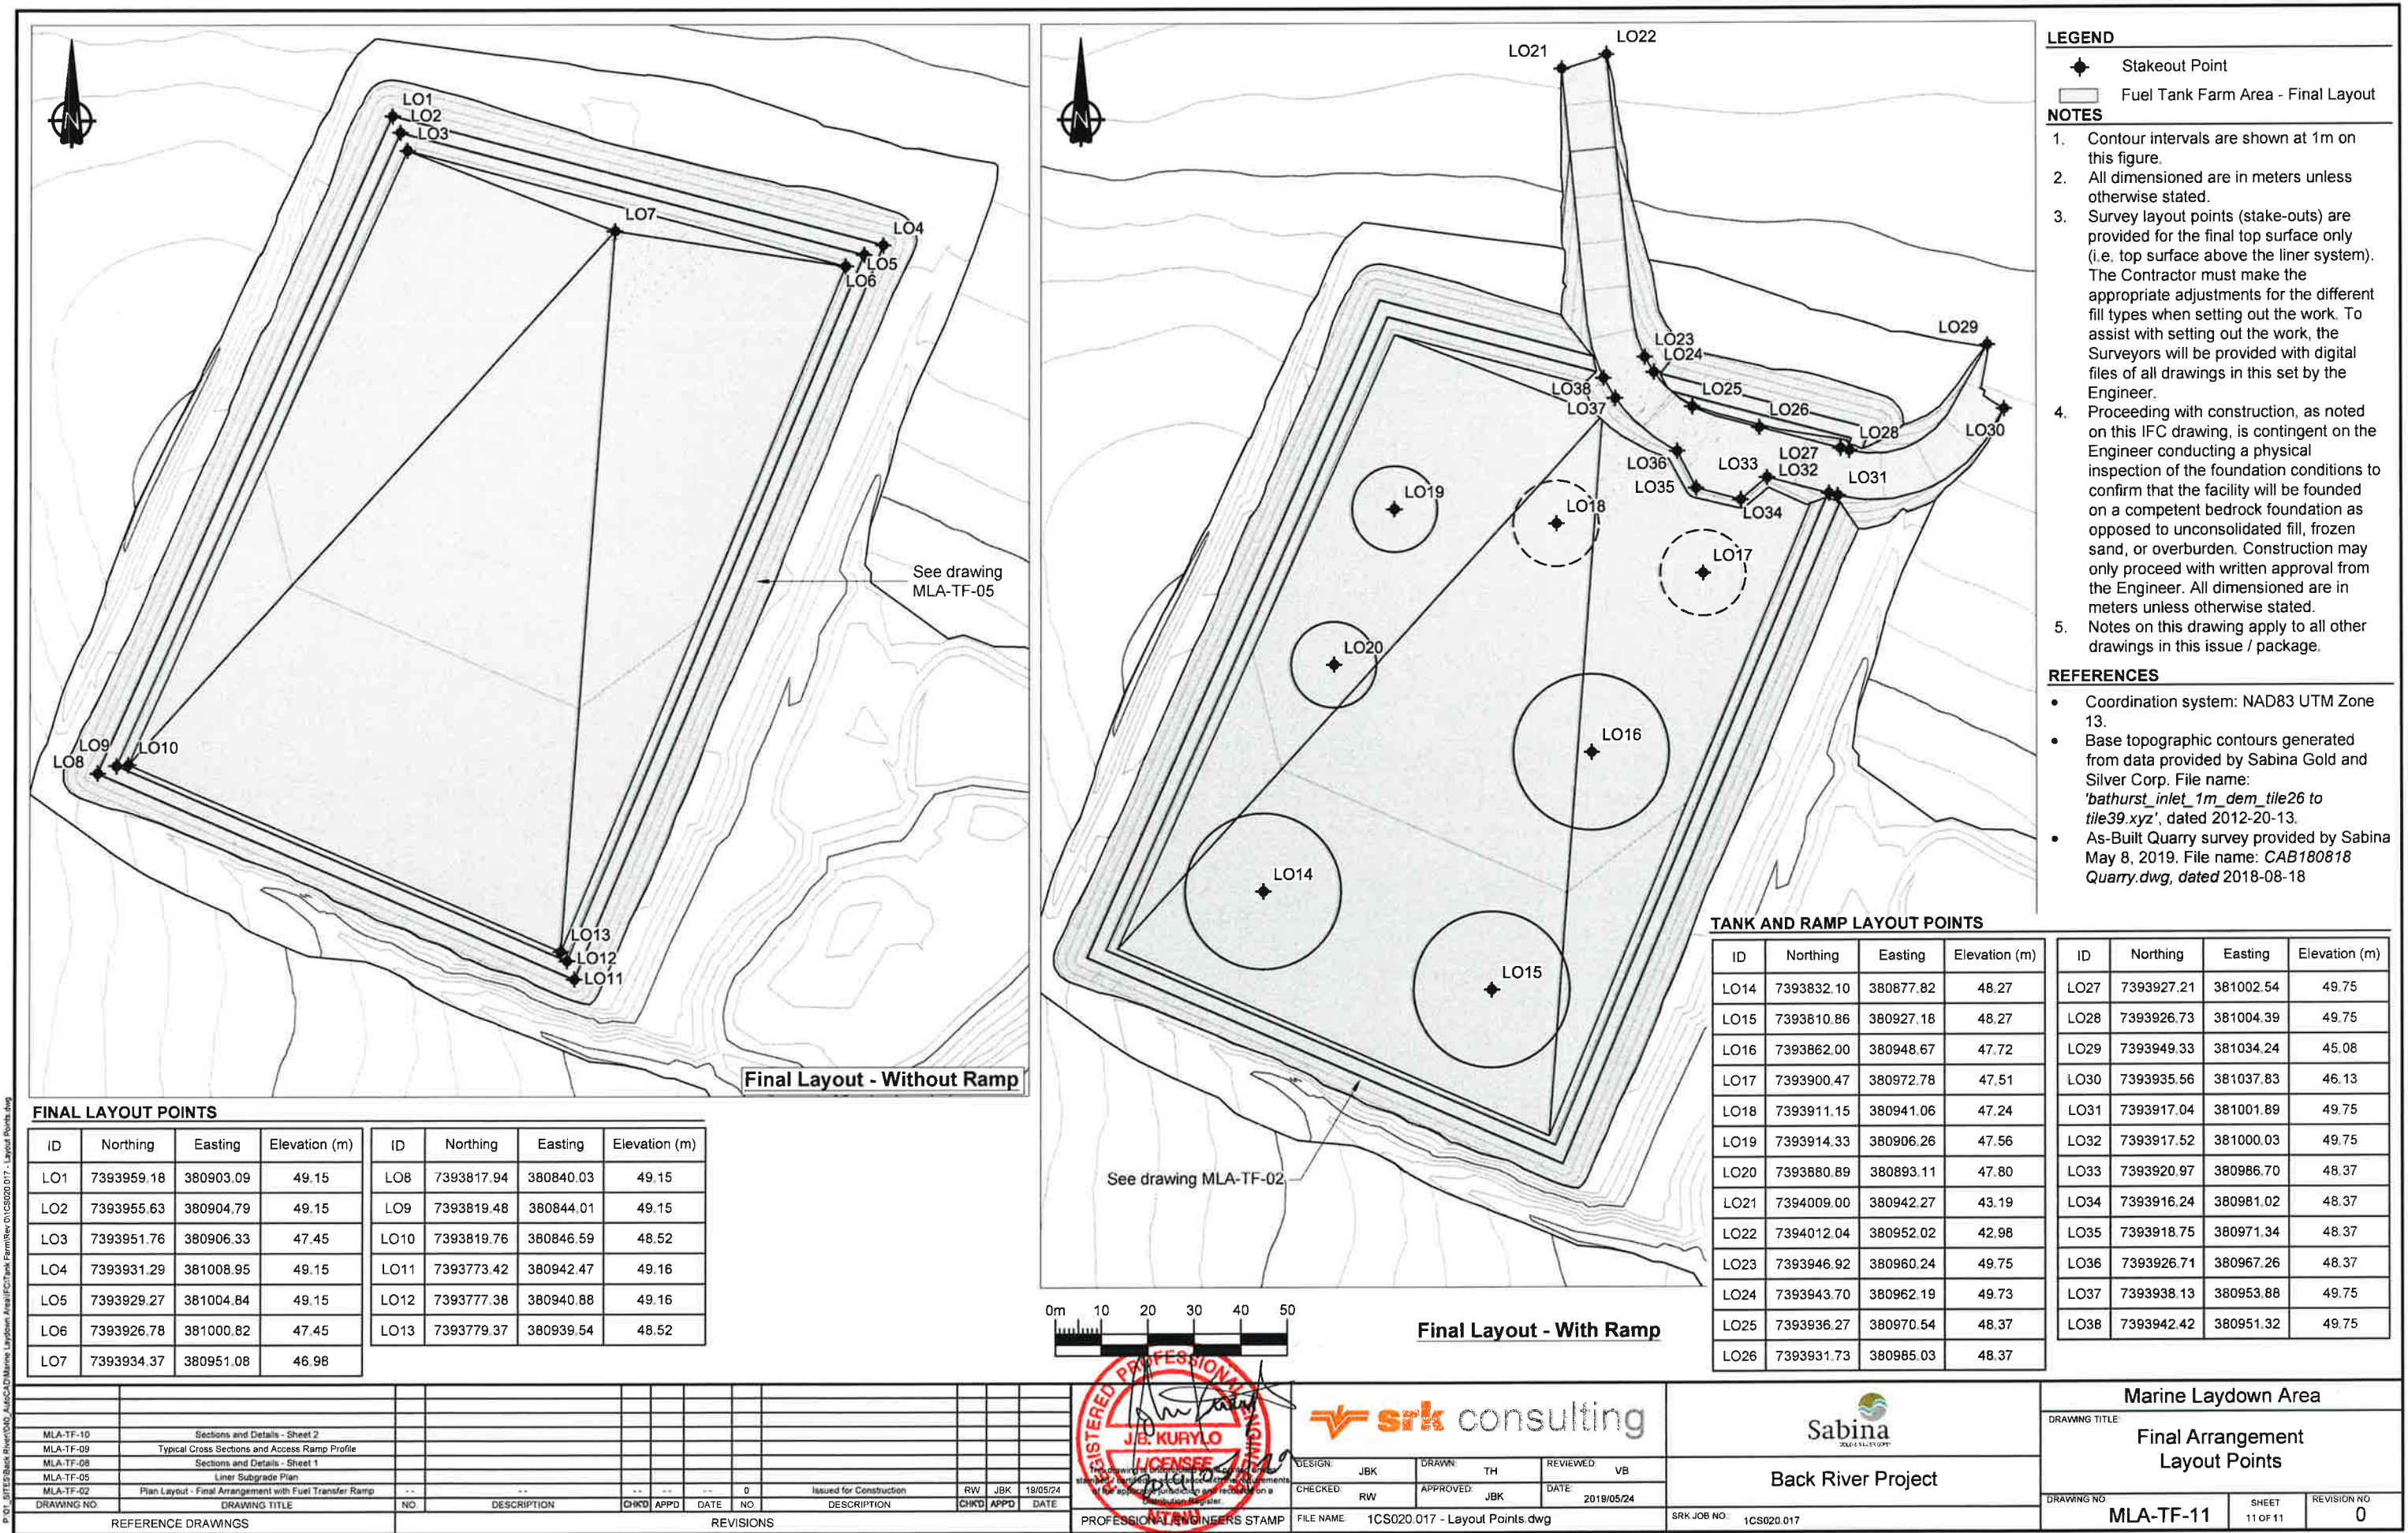 N
LO1
LO2
LO3
LO7
LO4
LO5
LO6
See drawing
MLA-TF-05
LO9
LO10
LO8
LO13
LO12
LO11
Final Layout - Without Ramp
N
LO21
LO22
LO23
LO24
LO38
LO25
LO37
LO26
LO29
LO28
LO30
LO27
LO36
LO33
LO32
LO31
LO35
LO34
LO19
LO18
LO17
LO20
LO16
LO14
LO15
See drawing MLA-TF-02
0m 10 20 30 40 50
Final Layout - With Ramp
LEGEND
Stakeout Point
Fuel Tank Farm Area - Final Layout
NOTES
1. Contour intervals are shown at 1m on
this figure.
2. All dimensioned are in meters unless
otherwise stated.
3. Survey layout points (stake-outs) are
provided for the final top surface only
(i.e. top surface above the liner system).
The Contractor must make the
appropriate adjustments for the different
fill types when setting out the work. To
assist with setting out the work, the
Surveyors will be provided with digital
files of all drawings in this set by the
Engineer.
4. Proceeding with construction, as noted
on this IFC drawing, is contingent on the
Engineer conducting a physical
inspection of the foundation conditions to
confirm that the facility will be founded
on a competent bedrock foundation as
opposed to unconsolidated fill, frozen
sand, or overburden. Construction may
only proceed with written approval from
the Engineer. All dimensioned are in
meters unless otherwise stated.
5. Notes on this drawing apply to all other
drawings in this issue / package.
REFERENCES
• Coordination system: NAD83 UTM Zone
13.
• Base topographic contours generated
from data provided by Sabina Gold and
Silver Corp. File name:
'bathurst_inlet_1m_dem_tile26 to
tile39.xyz', dated 2012-20-13.
• As-Built Quarry survey provided by Sabina
May 8, 2019. File name: CAB180818
Quarry.dwg, dated 2018-08-18
FINAL LAYOUT POINTS
ID Northing Easting Elevation (m)
LO1 7393959.18 380903.09 49.15
LO2 7393955.63 380904.79 49.15
LO3 7393951.76 380906.33 47.45
LO4 7393931.29 381008.95 49.15
LO5 7393929.27 381004.84 49.15
LO6 7393926.78 381000.82 47.45
LO7 7393934.37 380951.08 46.98
ID Northing Easting Elevation (m)
LO8 7393817.94 380840.03 49.15
LO9 7393819.48 380844.01 49.15
LO10 7393819.76 380846.59 48.52
LO11 7393773.42 380942.47 49.16
LO12 7393777.38 380940.88 49.16
LO13 7393779.37 380939.54 48.52
TANK AND RAMP LAYOUT POINTS
ID Northing Easting Elevation (m)
LO14 7393832.10 380877.82 48.27
LO15 7393810.86 380927.18 48.27
LO16 7393862.00 380948.67 47.72
LO17 7393900.47 380972.78 47.51
LO18 7393911.15 380941.06 47.24
LO19 7393914.33 380906.26 47.56
LO20 7393880.89 380893.11 47.80
LO21 7394009.00 380942.27 43.19
LO22 7394012.04 380952.02 42.98
LO23 7393946.92 380960.24 49.75
LO24 7393943.70 380962.19 49.73
LO25 7393936.27 380970.54 48.37
LO26 7393931.73 380985.03 48.37
ID Northing Easting Elevation (m)
LO27 7393927.21 381002.54 49.75
LO28 7393926.73 381004.39 49.75
LO29 7393949.33 381034.24 45.08
LO30 7393935.56 381037.83 46.13
LO31 7393917.04 381001.89 49.75
LO32 7393917.52 381000.03 49.75
LO33 7393920.97 380986.70 48.37
LO34 7393916.24 380981.02 48.37
LO35 7393918.75 380971.34 48.37
LO36 7393926.71 380967.26 48.37
LO37 7393938.13 380953.88 49.75
LO38 7393942.42 380951.32 49.75
MLA-TF-10 Sections and Details - Sheet 2
MLA-TF-09 Typical Cross Sections and Access Ramp Profile
MLA-TF-08 Sections and Details - Sheet 1
MLA-TF-05 Liner Subgrade Plan
MLA-TF-02 Plan Layout - Final Arrangement with Fuel Transfer Ramp -- -- -- -- -- 0 Issued for Construction RW JBK 19/05/24
DRAWING NO. DRAWING TITLE NO. DESCRIPTION CHK'D APP'D DATE NO. DESCRIPTION CHK'D APP'D DATE
REFERENCE DRAWINGS REVISIONS
REGISTERED PROFESSIONAL ENGINEER
J.B. KURYLO
LICENSEE
NT/NU
PROFESSIONAL ENGINEERS STAMP
srk consulting
DESIGN: JBK DRAWN: TH REVIEWED: VB
CHECKED: RW APPROVED: JBK DATE: 2019/05/24
FILE NAME: 1CS020.017 - Layout Points.dwg
Sabina
GOLD & SILVER CORP
Back River Project
SRK JOB NO.: 1CS020.017
Marine Laydown Area
DRAWING TITLE:
Final Arrangement
Layout Points
DRAWING NO. MLA-TF-11
SHEET 11 OF 11
REVISION NO. 0